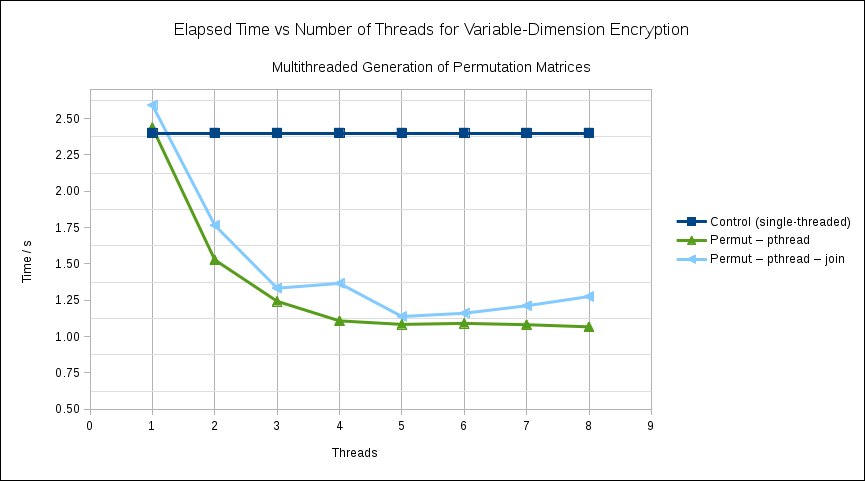 Elapsed Time vs Number of Threads for Variable-Dimension Encryption
Multithreaded Generation of Permutation Matrices
2.50
2.25
2.00
1.75
1.50
1.25
1.00
0.75
0.50
Time / s
0 1 2 3 4 5 6 7 8 9
Threads
Control (single-threaded)
Permut – pthread
Permut – pthread – join